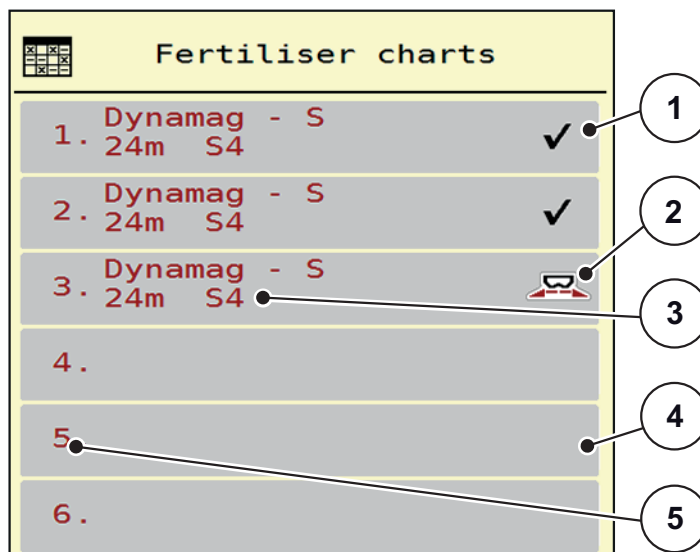 Fertiliser charts
1. Dynamag - S
24m S4
2. Dynamag - S
24m S4
3. Dynamag - S
24m S4
4.
5
6.
1
2
3
4
5